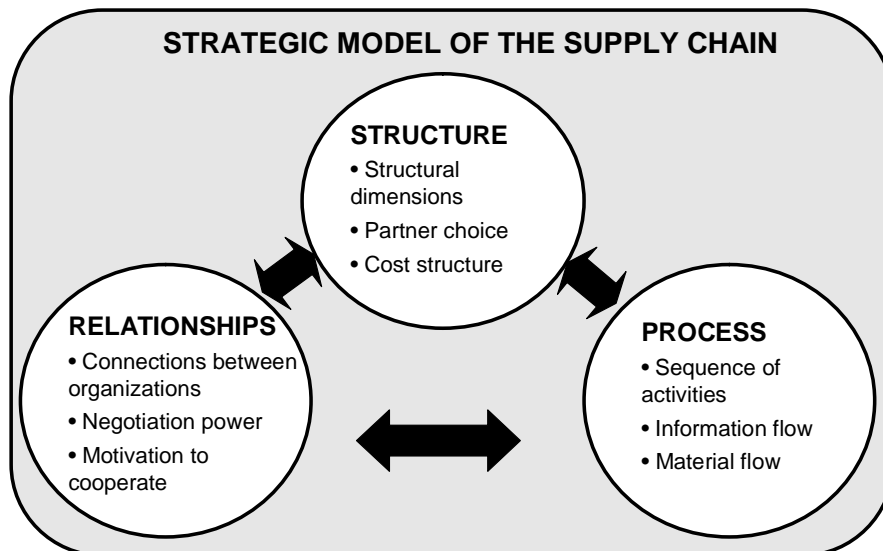 STRATEGIC MODEL OF THE SUPPLY CHAIN
STRUCTURE
• Structural
dimensions
• Partner choice
• Cost structure
RELATIONSHIPS
• Connections between
organizations
• Negotiation power
• Motivation to
cooperate
PROCESS
• Sequence of
activities
• Information flow
• Material flow